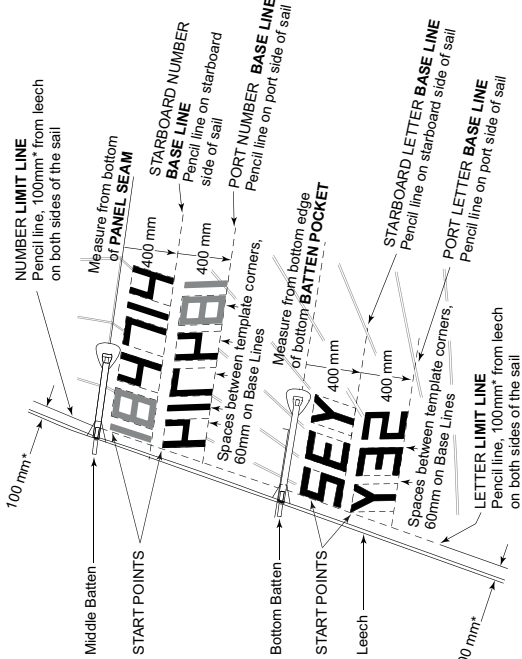 NUMBER LIMIT LINE
Pencil line, 100mm* from leech
on both sides of the sail
100 mm*
Measure from bottom
of PANEL SEAM
STARBOARD NUMBER
BASE LINE
Pencil line on starboard
side of sail
PORT NUMBER BASE LINE
Pencil line on port side of sail
400 mm
400 mm
184714
184714
Spaces between template corners,
60mm on Base Lines
Middle Batten
START POINTS
Measure from bottom edge
of bottom BATTEN POCKET
STARBOARD LETTER BASE LINE
Pencil line on starboard side of sail
PORT LETTER BASE LINE
Pencil line on port side of sail
400 mm
400 mm
SEY
SEY
Spaces between template corners,
60mm on Base Lines
Bottom Batten
START POINTS
Leech
LETTER LIMIT LINE
Pencil line, 100mm* from leech
on both sides of the sail
00 mm*